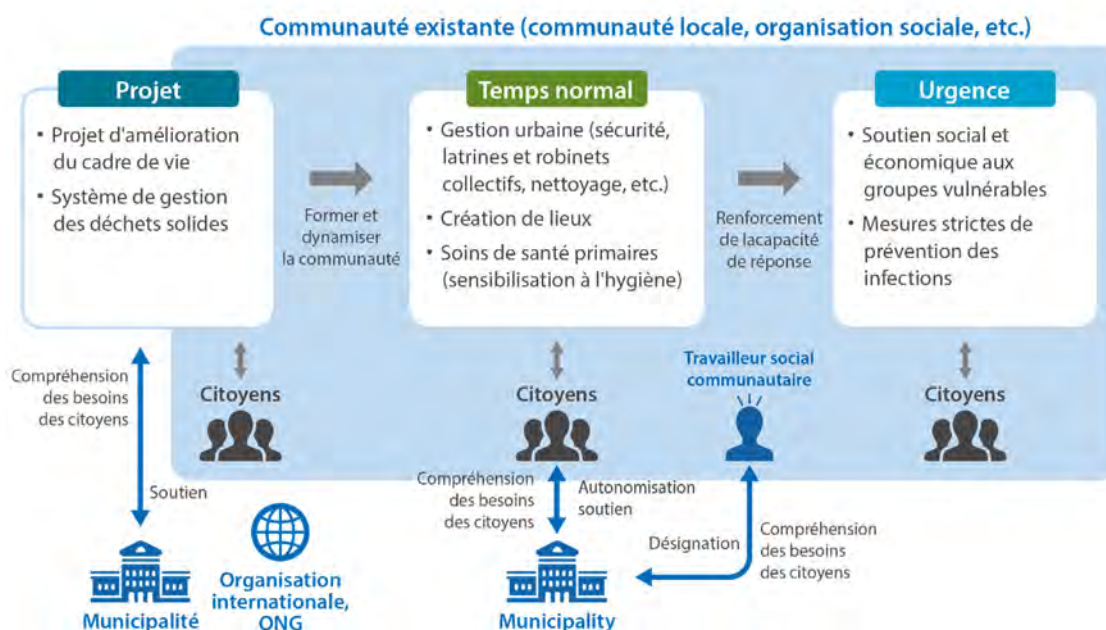 Communauté existante (communauté locale, organisation sociale, etc.)
Projet
• Projet d'amélioration
du cadre de vie
• Système de gestion
des déchets solides
Former et
dynamiser
la communauté
Temps normal
• Gestion urbaine (sécurité,
latrines et robinets
collectifs, nettoyage, etc.)
• Création de lieux
• Soins de santé primaires
(sensibilisation à l'hygiène)
Renforcement
de lacapacité
de réponse
Urgence
• Soutien social et
économique aux
groupes vulnérables
• Mesures strictes de
prévention des
infections
Compréhension
des besoins
des citoyens
Citoyens
Citoyens
Travailleur social
communautaire
Citoyens
Soutien
Compréhension
des besoins
des citoyens
Autonomisation
soutien
Désignation
Compréhension
des besoins
des citoyens
Municipalité
Organisation
internationale,
ONG
Municipality